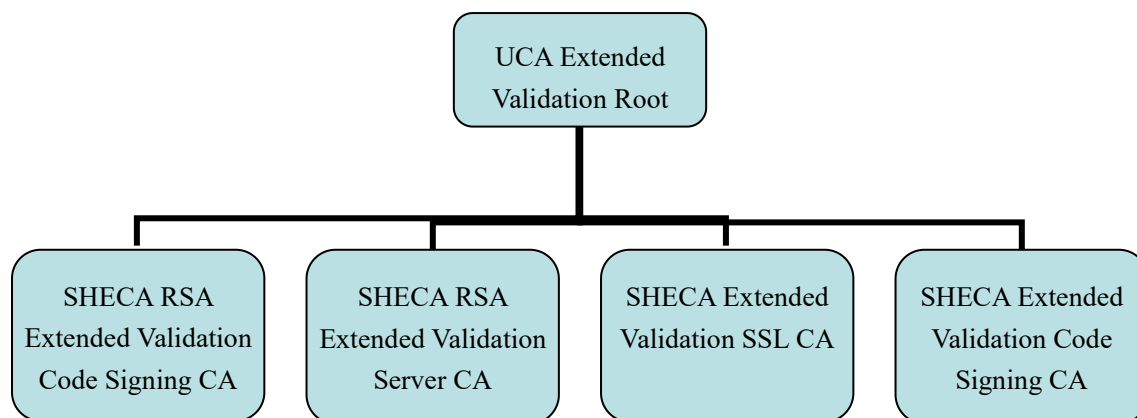 UCA Extended
Validation Root
SHECA RSA
Extended Validation
Code Signing CA
SHECA RSA
Extended Validation
Server CA
SHECA Extended
Validation SSL CA
SHECA Extended
Validation Code
Signing CA